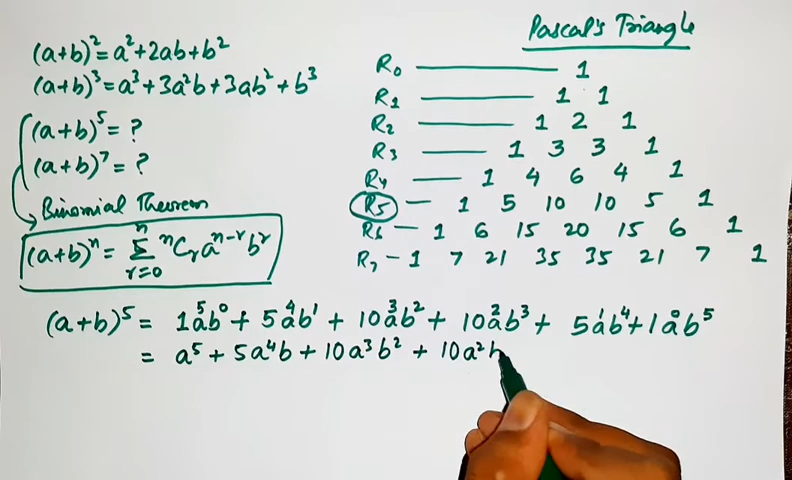 Pascal's Triangle
(a+b)² = a² + 2ab + b²
(a+b)³ = a³ + 3a²b + 3ab² + b³
(a+b)⁵ = ?
(a+b)⁷ = ?
Binomial Theorem
(a+b)ⁿ = Σ_{r=0}^{n} ⁿCᵣ aⁿ⁻ʳ bʳ
R₀ 1
R₁ 1 1
R₂ 1 2 1
R₃ 1 3 3 1
R₄ 1 4 6 4 1
R₅ — 1 5 10 10 5 1
R₆ — 1 6 15 20 15 6 1
R₇ — 1 7 21 35 35 21 7 1
(a+b)⁵ = 1a⁵b⁰ + 5a⁴b¹ + 10a³b² + 10a²b³ + 5a¹b⁴ + 1a⁰b⁵
= a⁵ + 5a⁴b + 10a³b² + 10a²b